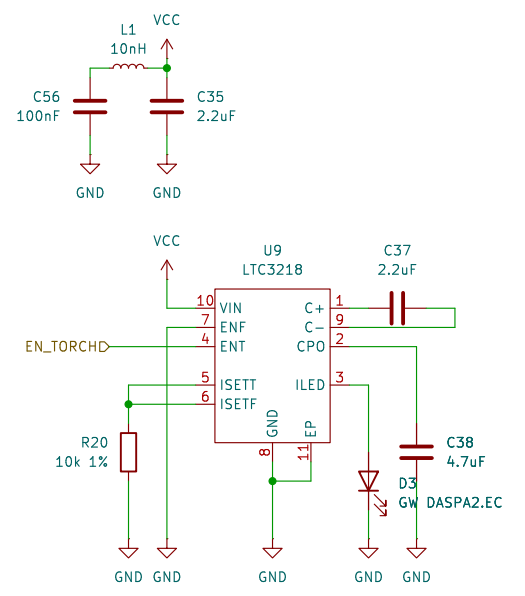 VCC
L1
10nH
C56
100nF
C35
2.2uF
GND
GND
VCC
U9
LTC3218
C37
2.2uF
10
VIN
C+
1
7
ENF
C-
9
EN_TORCH
4
ENT
CPO
2
5
ISETT
ILED
3
6
ISETF
GND
EP
8
11
R20
10k 1%
C38
4.7uF
D3
GW DASPA2.EC
GND
GND
GND
GND
GND